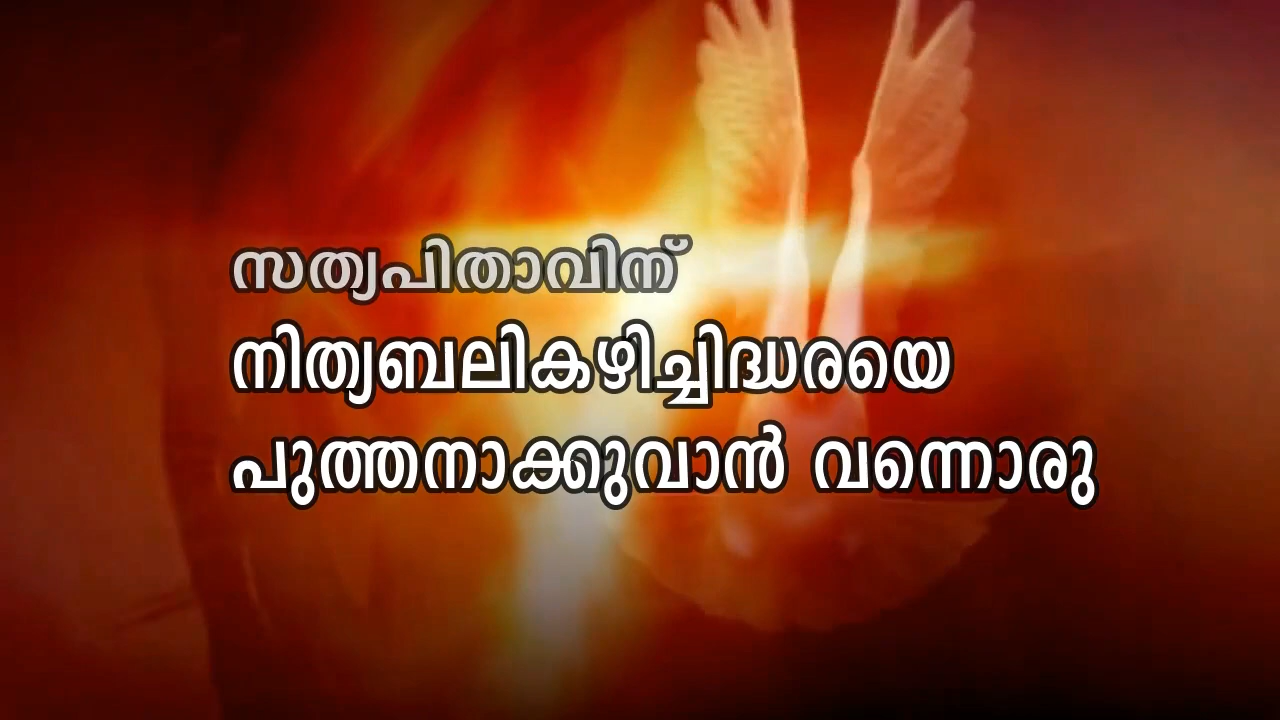 സത്യപിതാവിന്
നിത്യബലികഴിച്ചിദ്ധരയെ
പുത്തനാക്കുവാൻ വന്നൊരു